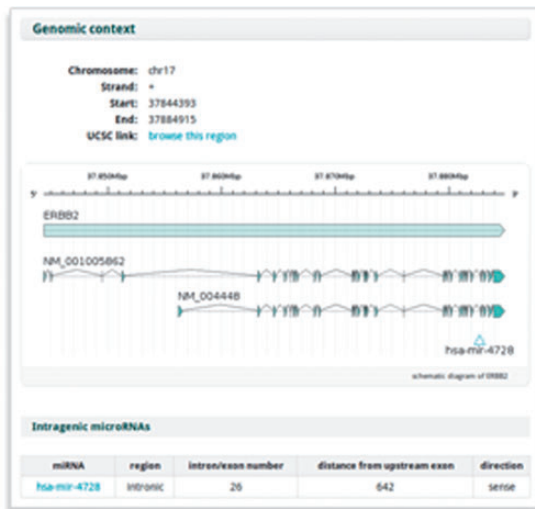 Genomic context
Chromosome: chr17
Strand: +
Start: 37844393
End: 37884915
UCSC link: browse this region
37.850Mbp 37.860Mbp 37.870Mbp 37.880Mbp
5' 3'
ERBB2
NM_001005862
NM_004448
hsa-mir-4728
schematic diagram of ERBB2
Intragenic microRNAs
miRNA region intron/exon number distance from upstream exon direction
hsa-mir-4728 Intronic 26 642 sense